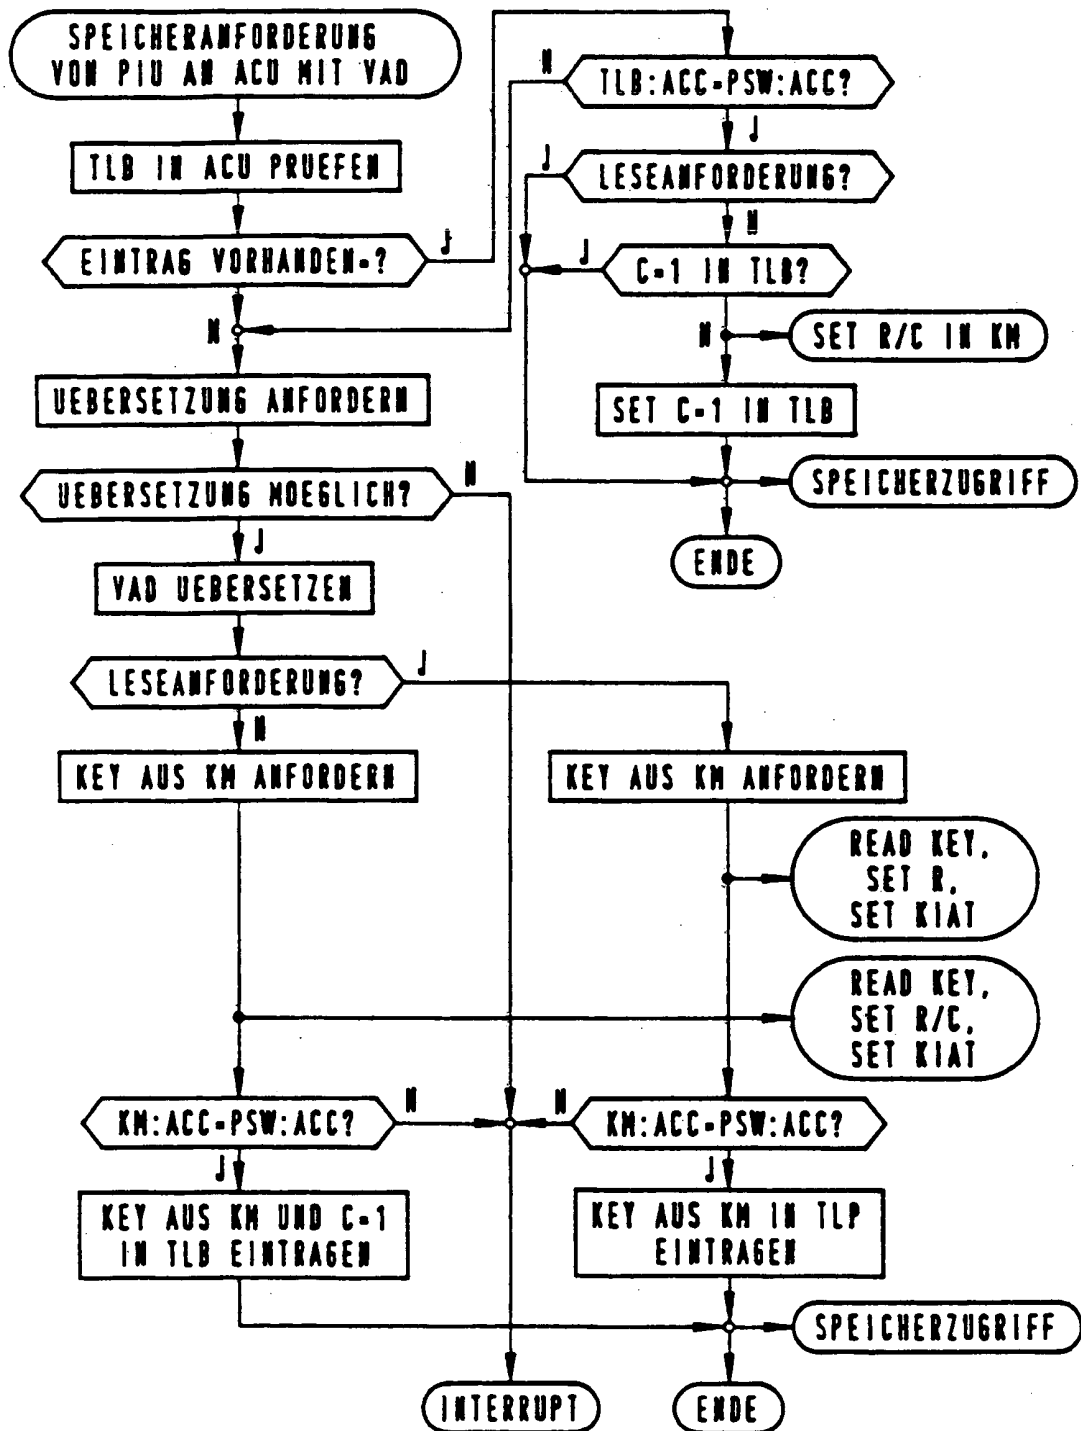 SPEICHERANFORDERUNG
VON PIU AN ACU MIT VAD
TLB IN ACU PRUEFEN
EINTRAG VORHANDEN=?
J
N
UEBERSETZUNG ANFORDERN
UEBERSETZUNG MOEGLICH?
N
J
VAD UEBERSETZEN
LESEANFORDERUNG?
J
N
KEY AUS KM ANFORDERN
KM:ACC=PSW:ACC?
N
J
KEY AUS KM UND C=1
IN TLB EINTRAGEN
INTERRUPT
TLB:ACC=PSW:ACC?
N
J
LESEANFORDERUNG?
J
N
C=1 IN TLB?
J
N
SET R/C IN KM
SET C=1 IN TLB
SPEICHERZUGRIFF
ENDE
KEY AUS KM ANFORDERN
READ KEY,
SET R,
SET KIAT
READ KEY,
SET R/C,
SET KIAT
KM:ACC=PSW:ACC?
N
J
KEY AUS KM IN TLP
EINTRAGEN
SPEICHERZUGRIFF
ENDE